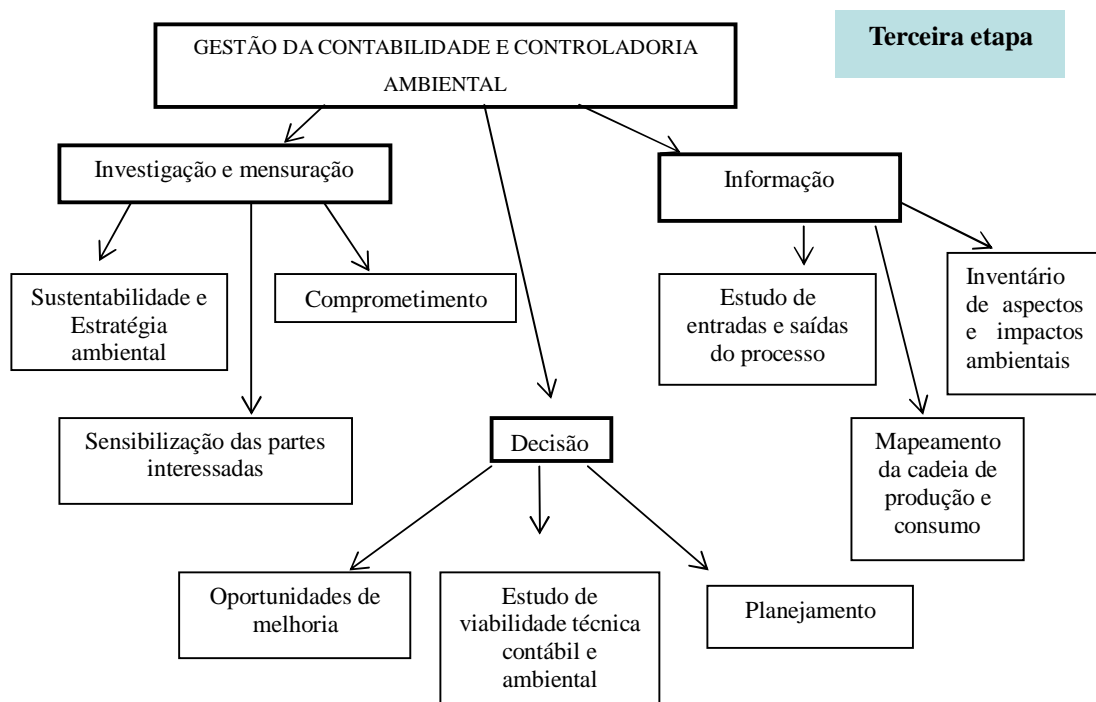 GESTÃO DA CONTABILIDADE E CONTROLADORIA
AMBIENTAL
Terceira etapa
Investigação e mensuração
Informação
Sustentabilidade e
Estratégia
ambiental
Comprometimento
Estudo de
entradas e saídas
do processo
Inventário
de aspectos
e impactos
ambientais
Sensibilização das partes
interessadas
Decisão
Mapeamento
da cadeia de
produção e
consumo
Oportunidades de
melhoria
Estudo de
viabilidade técnica
contábil e
ambiental
Planejamento